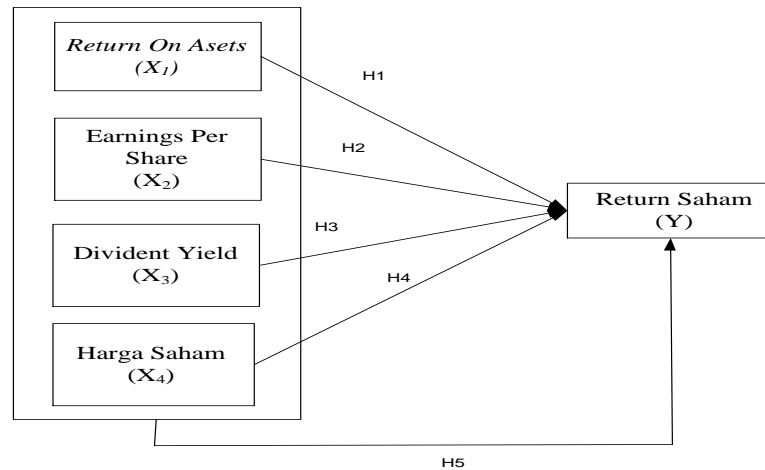 Return On Asets
(X₁)
H1
Earnings Per
Share
(X₂)
H2
Return Saham
(Y)
Divident Yield
(X₃)
H3
H4
Harga Saham
(X₄)
H5